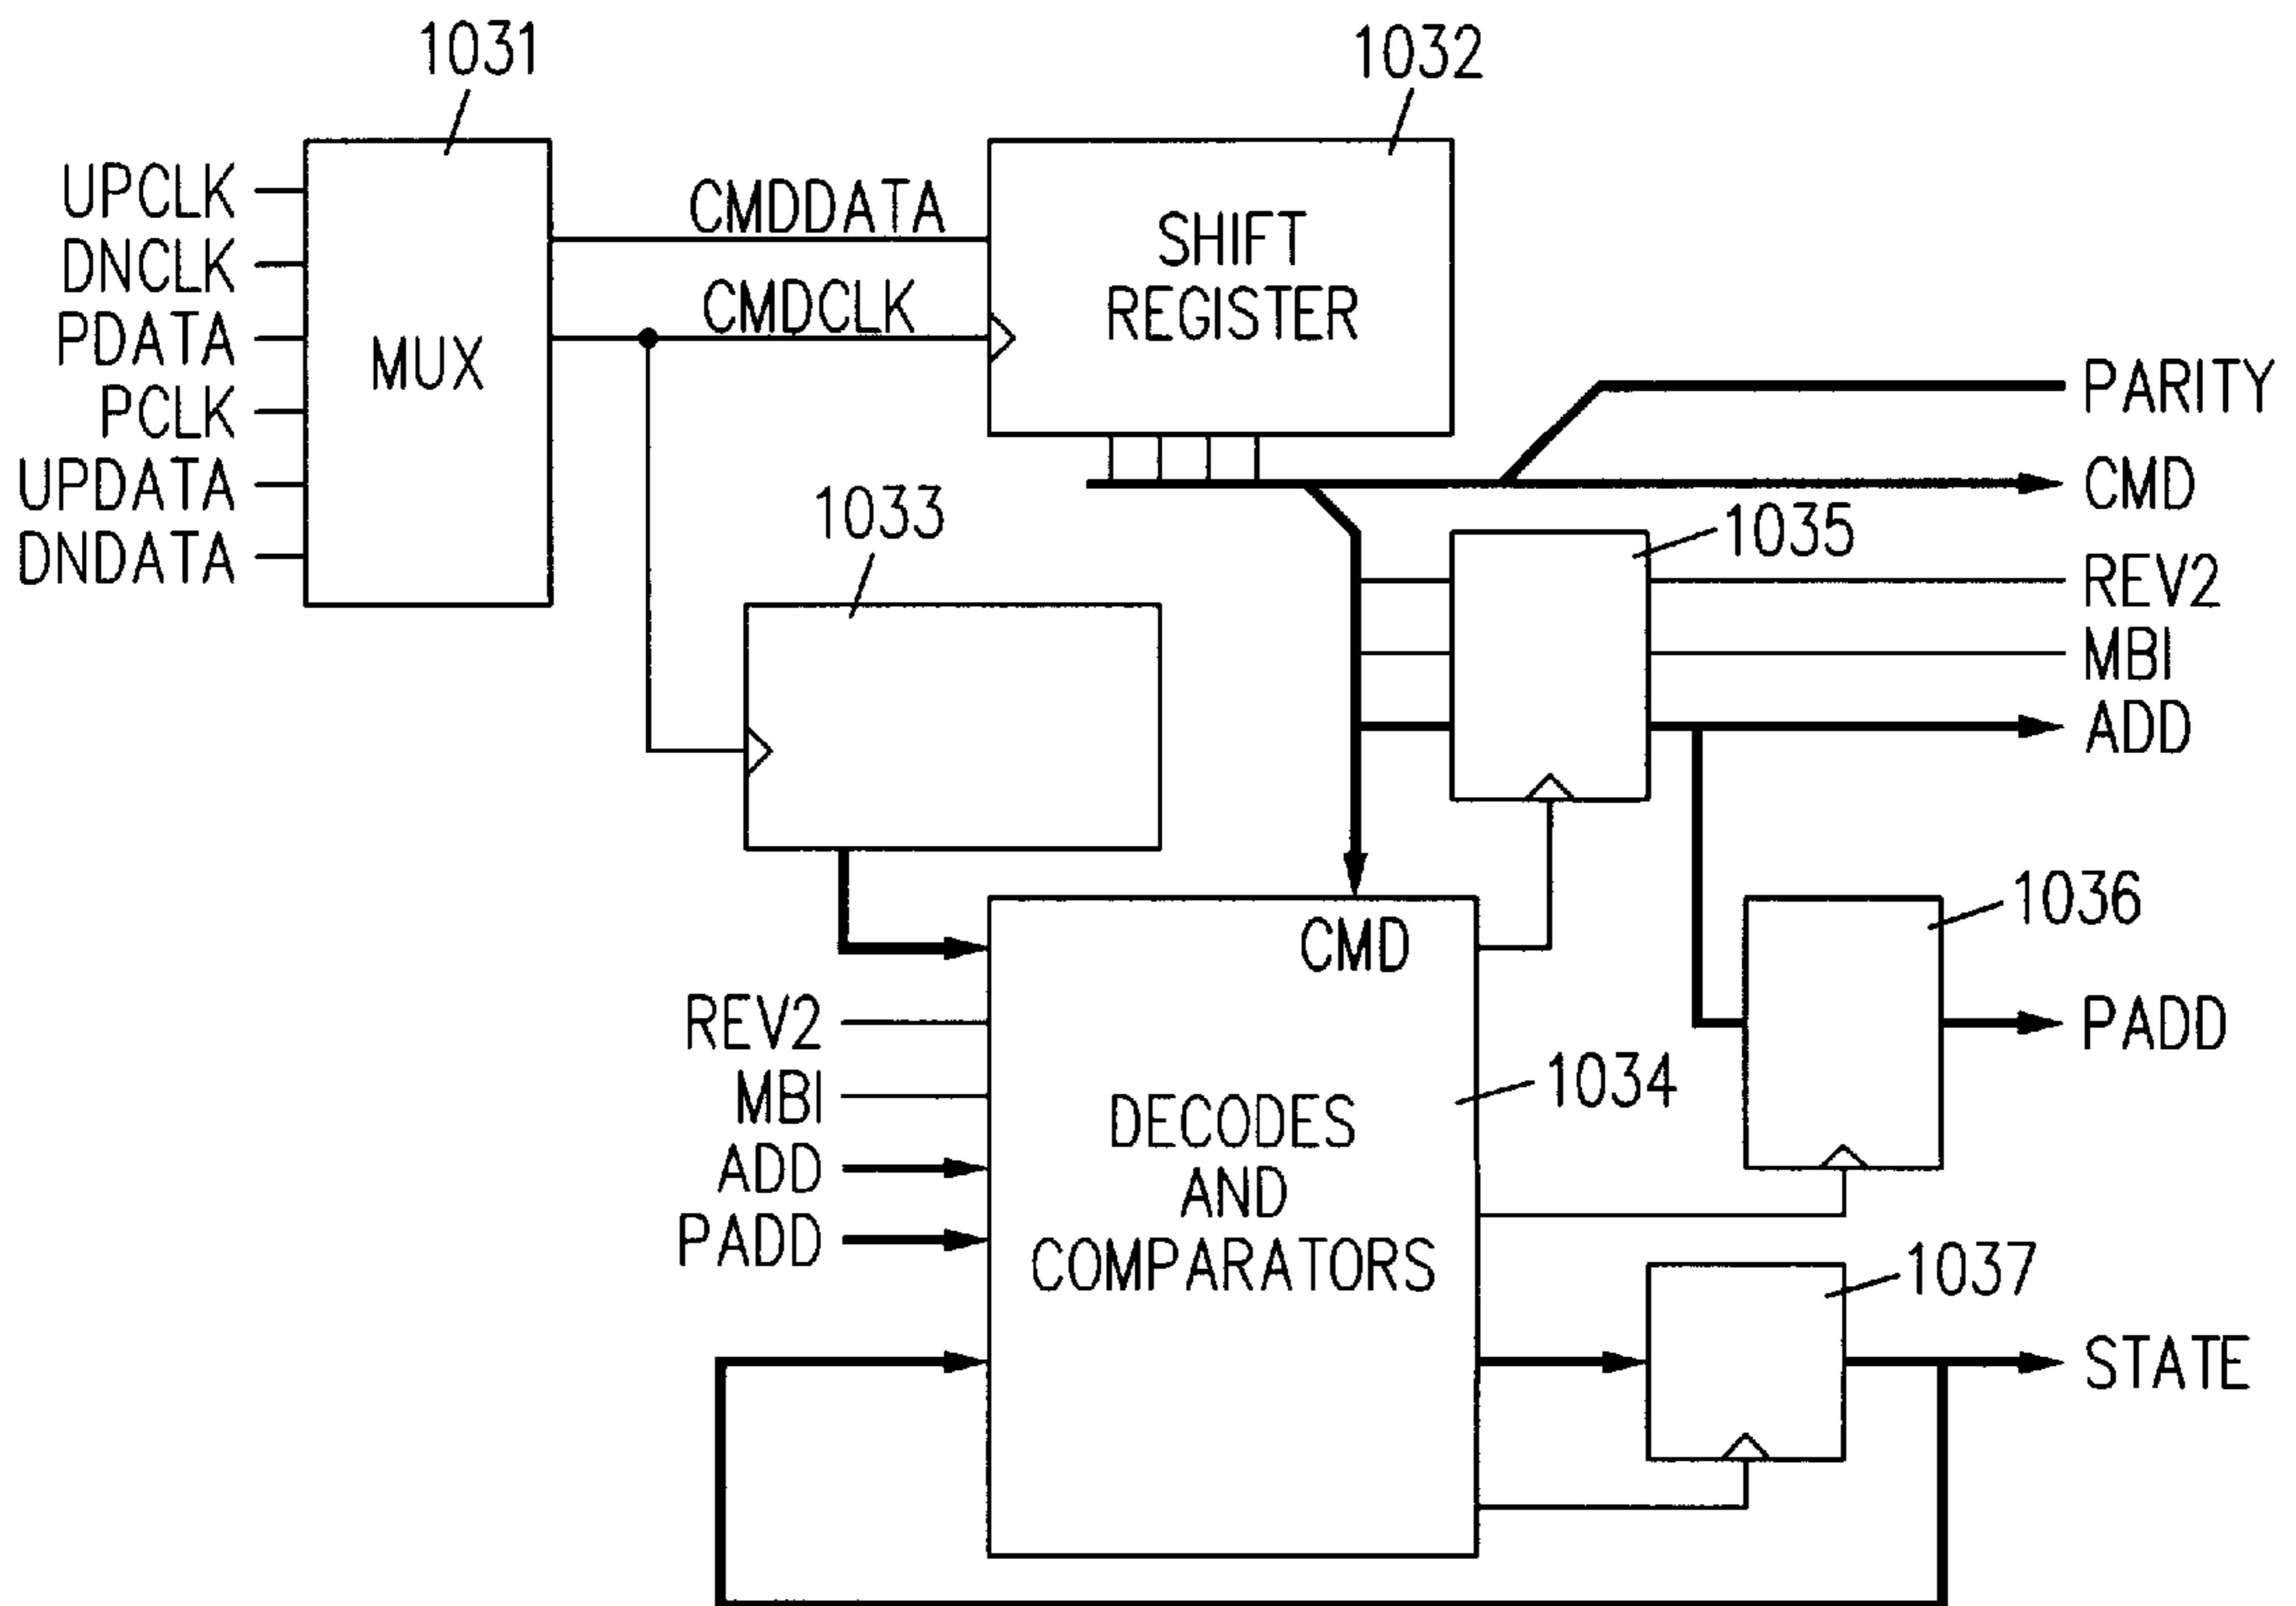 1031
1032
UPCLK
DNCLK
PDATA
PCLK
UPDATA
DNDATA
MUX
CMDDATA
CMDCLK
SHIFT
REGISTER
PARITY
CMD
1033
1035
REV2
MBI
ADD
1036
PADD
CMD
REV2
MBI
ADD
PADD
DECODES
AND
COMPARATORS
1034
1037
STATE